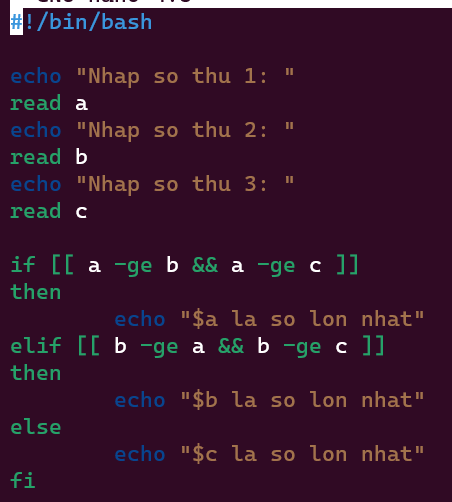 #!/bin/bash
echo "Nhap so thu 1: "
read a
echo "Nhap so thu 2: "
read b
echo "Nhap so thu 3: "
read c
if [[ a -ge b && a -ge c ]]
then
echo "$a la so lon nhat"
elif [[ b -ge a && b -ge c ]]
then
echo "$b la so lon nhat"
else
echo "$c la so lon nhat"
fi